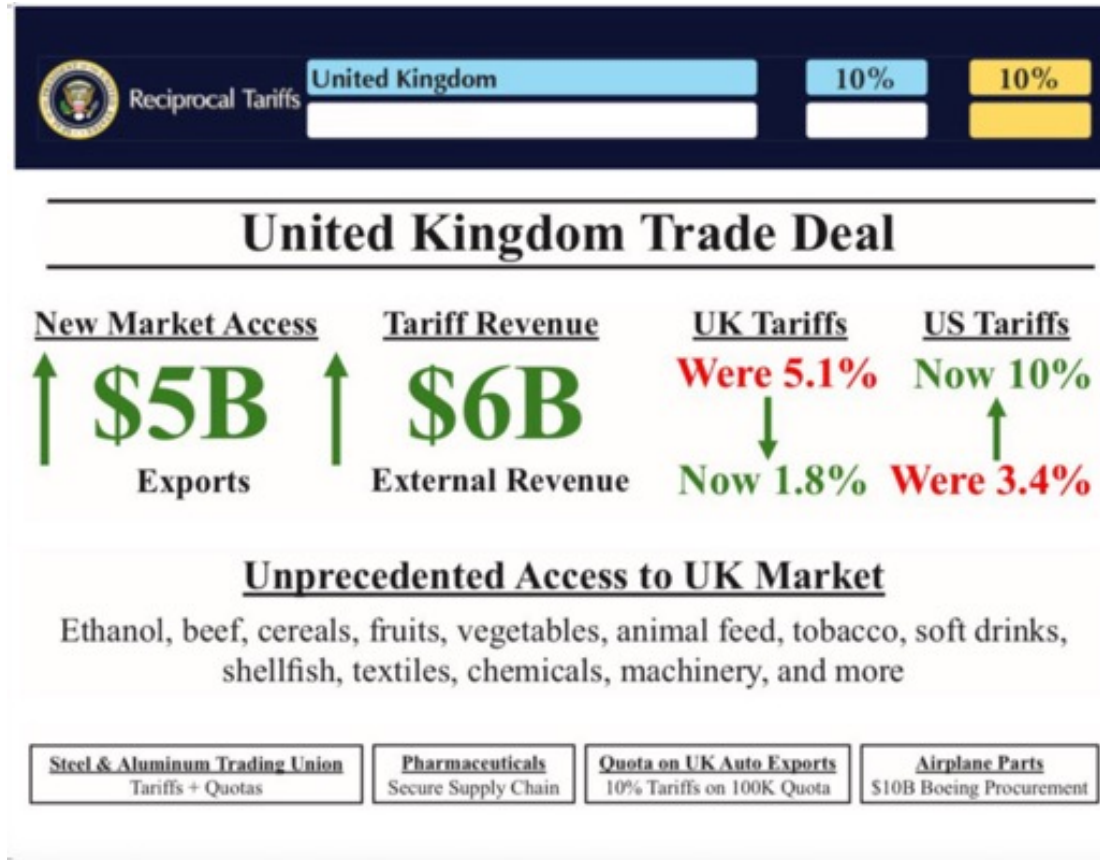 Reciprocal Tariffs
United Kingdom 10% 10%
United Kingdom Trade Deal
New Market Access
$5B
Exports
Tariff Revenue
$6B
External Revenue
UK Tariffs
Were 5.1%
Now 1.8%
US Tariffs
Now 10%
Were 3.4%
Unprecedented Access to UK Market
Ethanol, beef, cereals, fruits, vegetables, animal feed, tobacco, soft drinks,
shellfish, textiles, chemicals, machinery, and more
Steel & Aluminum Trading Union
Tariffs + Quotas
Pharmaceuticals
Secure Supply Chain
Quota on UK Auto Exports
10% Tariffs on 100K Quota
Airplane Parts
$10B Boeing Procurement